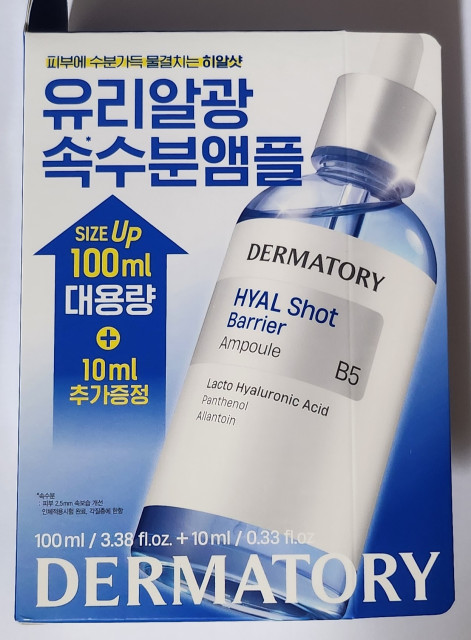 피부에 수분가득 물결치는 히알샷
유리알광
속*수분앰플
SIZE Up
100ml
대용량
+
10ml
추가증정
DERMATORY
HYAL Shot
Barrier
Ampoule
B5
Lacto Hyaluronic Acid
Panthenol
Allantoin
*속수분
: 피부 2.5mm 속보습 개선
인체적용시험 완료, 각질층에 한함
100ml / 3.38 fl.oz. + 10ml / 0.33 fl.oz
DERMATORY